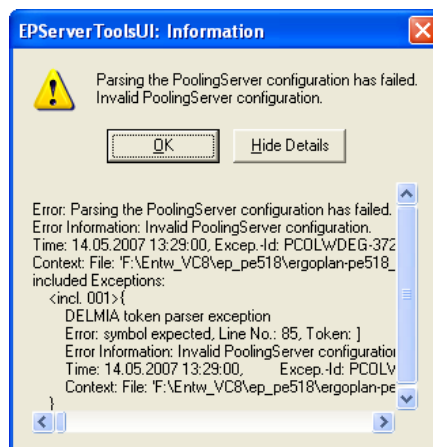 EPServerToolsUI: Information
Parsing the PoolingServer configuration has failed.
Invalid PoolingServer configuration.
OK
Hide Details
Error: Parsing the PoolingServer configuration has failed.
Error Information: Invalid PoolingServer configuration.
Time: 14.05.2007 13:29:00, Excep.-Id: PCOLWDEG-372
Context: File: 'F:\Entw_VC8\ep_pe518\ergoplan-pe518_
included Exceptions:
<incl. 001>{
DELMIA token parser exception
Error: symbol expected, Line No.: 85, Token: ]
Error Information: Invalid PoolingServer configuration
Time: 14.05.2007 13:29:00, Excep.-Id: PCOLV
Context: File: 'F:\Entw_VC8\ep_pe518\ergoplan-pe
}